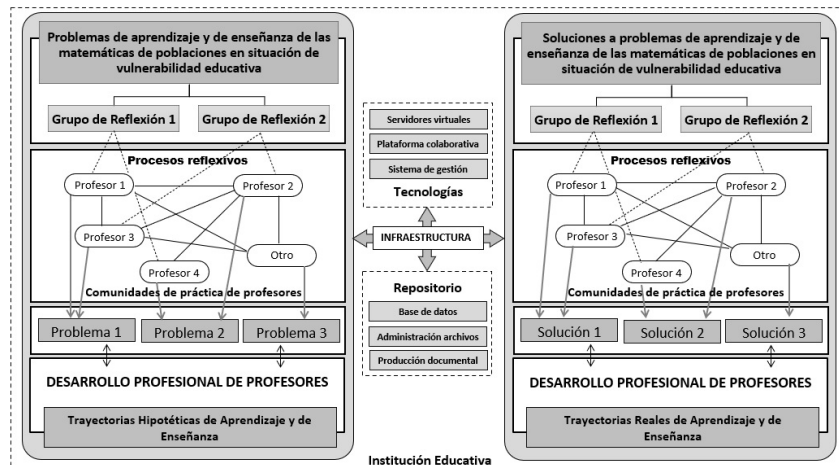 Problemas de aprendizaje y de enseñanza de las
matemáticas de poblaciones en situación de
vulnerabilidad educativa
Grupo de Reflexión 1
Grupo de Reflexión 2
Procesos reflexivos
Profesor 1
Profesor 2
Profesor 3
Otro
Profesor 4
Comunidades de práctica de profesores
Problema 1
Problema 2
Problema 3
DESARROLLO PROFESIONAL DE PROFESORES
Trayectorias Hipotéticas de Aprendizaje y de
Enseñanza
Servidores virtuales
Plataforma colaborativa
Sistema de gestión
Tecnologías
INFRAESTRUCTURA
Repositorio
Base de datos
Administración archivos
Producción documental
Soluciones a problemas de aprendizaje y de
enseñanza de las matemáticas de poblaciones en
situación de vulnerabilidad educativa
Grupo de Reflexión 1
Grupo de Reflexión 2
Procesos reflexivos
Profesor 1
Profesor 2
Profesor 3
Otro
Profesor 4
Comunidades de práctica de profesores
Solución 1
Solución 2
Solución 3
DESARROLLO PROFESIONAL DE PROFESORES
Trayectorias Reales de Aprendizaje y de
Enseñanza
Institución Educativa